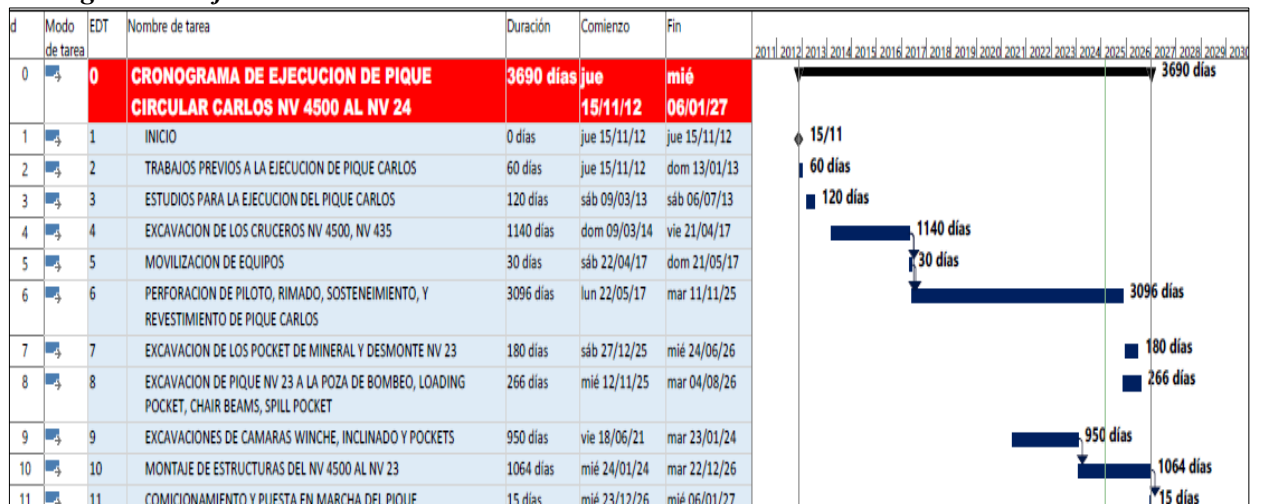 d Modo de tarea EDT Nombre de tarea Duración Comienzo Fin
2011 2012 2013 2014 2015 2016 2017 2018 2019 2020 2021 2022 2023 2024 2025 2026 2027 2028 2029 2030
0 0 CRONOGRAMA DE EJECUCION DE PIQUE 3690 días jue mié
CIRCULAR CARLOS NV 4500 AL NV 24 15/11/12 06/01/27
3690 días
1 1 INICIO 0 días jue 15/11/12 jue 15/11/12 15/11
2 2 TRABAJOS PREVIOS A LA EJECUCION DE PIQUE CARLOS 60 días jue 15/11/12 dom 13/01/13 60 días
3 3 ESTUDIOS PARA LA EJECUCION DEL PIQUE CARLOS 120 días sáb 09/03/13 sáb 06/07/13 120 días
4 4 EXCAVACION DE LOS CRUCEROS NV 4500, NV 435 1140 días dom 09/03/14 vie 21/04/17 1140 días
5 5 MOVILIZACION DE EQUIPOS 30 días sáb 22/04/17 dom 21/05/17 30 días
6 6 PERFORACION DE PILOTO, RIMADO, SOSTENEIMIENTO, Y 3096 días lun 22/05/17 mar 11/11/25 3096 días
REVESTIMIENTO DE PIQUE CARLOS
7 7 EXCAVACION DE LOS POCKET DE MINERAL Y DESMONTE NV 23 180 días sáb 27/12/25 mié 24/06/26 180 días
8 8 EXCAVACION DE PIQUE NV 23 A LA POZA DE BOMBEO, LOADING 266 días mié 12/11/25 mar 04/08/26 266 días
POCKET, CHAIR BEAMS, SPILL POCKET
9 9 EXCAVACIONES DE CAMARAS WINCHE, INCLINADO Y POCKETS 950 días vie 18/06/21 mar 23/01/24 950 días
10 10 MONTAJE DE ESTRUCTURAS DEL NV 4500 AL NV 23 1064 días mié 24/01/24 mar 22/12/26 1064 días
11 11 COMICIONAMIENTO Y PUESTA EN MARCHA DEL PIQUE 15 días mié 23/12/26 mié 06/01/27 15 días